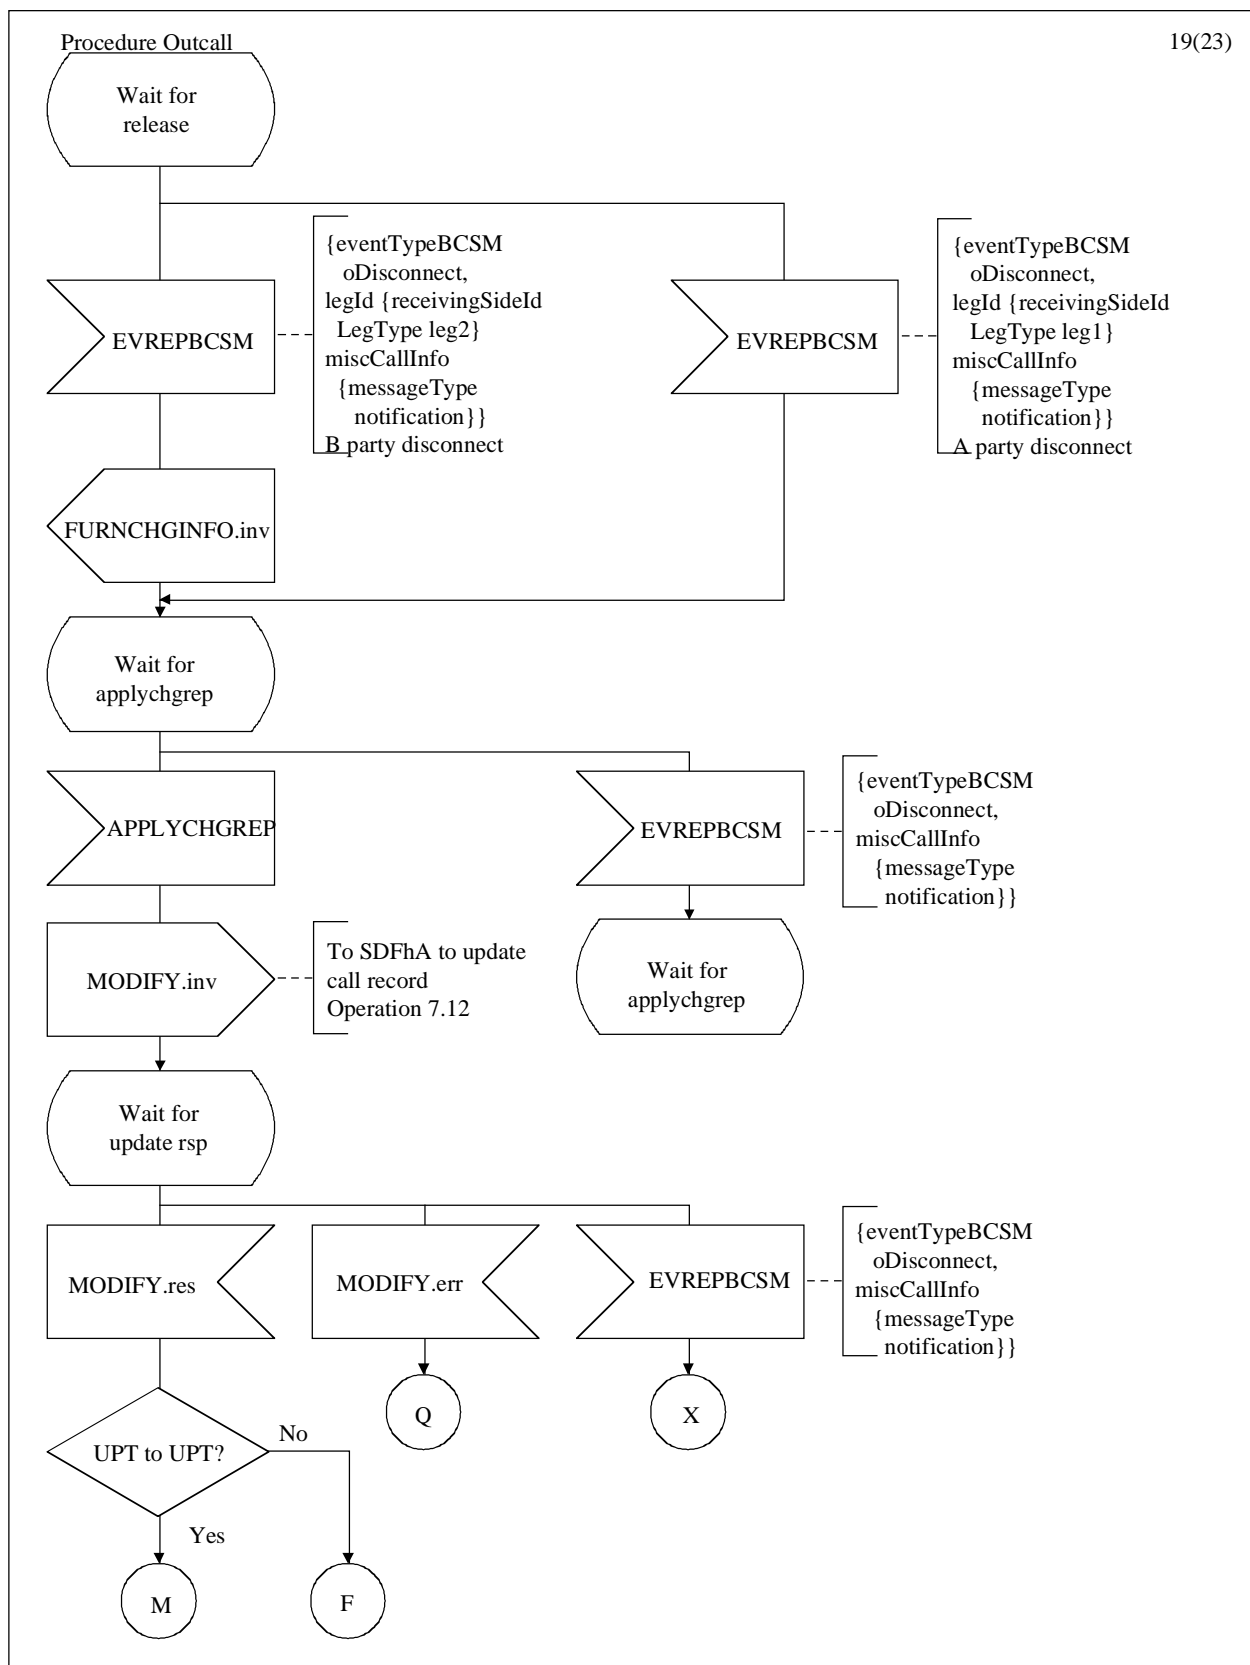 Procedure Outcall
19(23)
Wait for
release
EVREPBCSM
{eventTypeBCSM
oDisconnect,
legId {receivingSideId
LegType leg2}
miscCallInfo
{messageType
notification}}
B party disconnect
EVREPBCSM
{eventTypeBCSM
oDisconnect,
legId {receivingSideId
LegType leg1}
miscCallInfo
{messageType
notification}}
A party disconnect
FURNCHGINFO.inv
Wait for
applychgrep
APPLYCHGREP
EVREPBCSM
{eventTypeBCSM
oDisconnect,
miscCallInfo
{messageType
notification}}
MODIFY.inv
To SDFhA to update
call record
Operation 7.12
Wait for
applychgrep
Wait for
update rsp
MODIFY.res
MODIFY.err
EVREPBCSM
{eventTypeBCSM
oDisconnect,
miscCallInfo
{messageType
notification}}
Q
X
UPT to UPT?
No
Yes
M
F